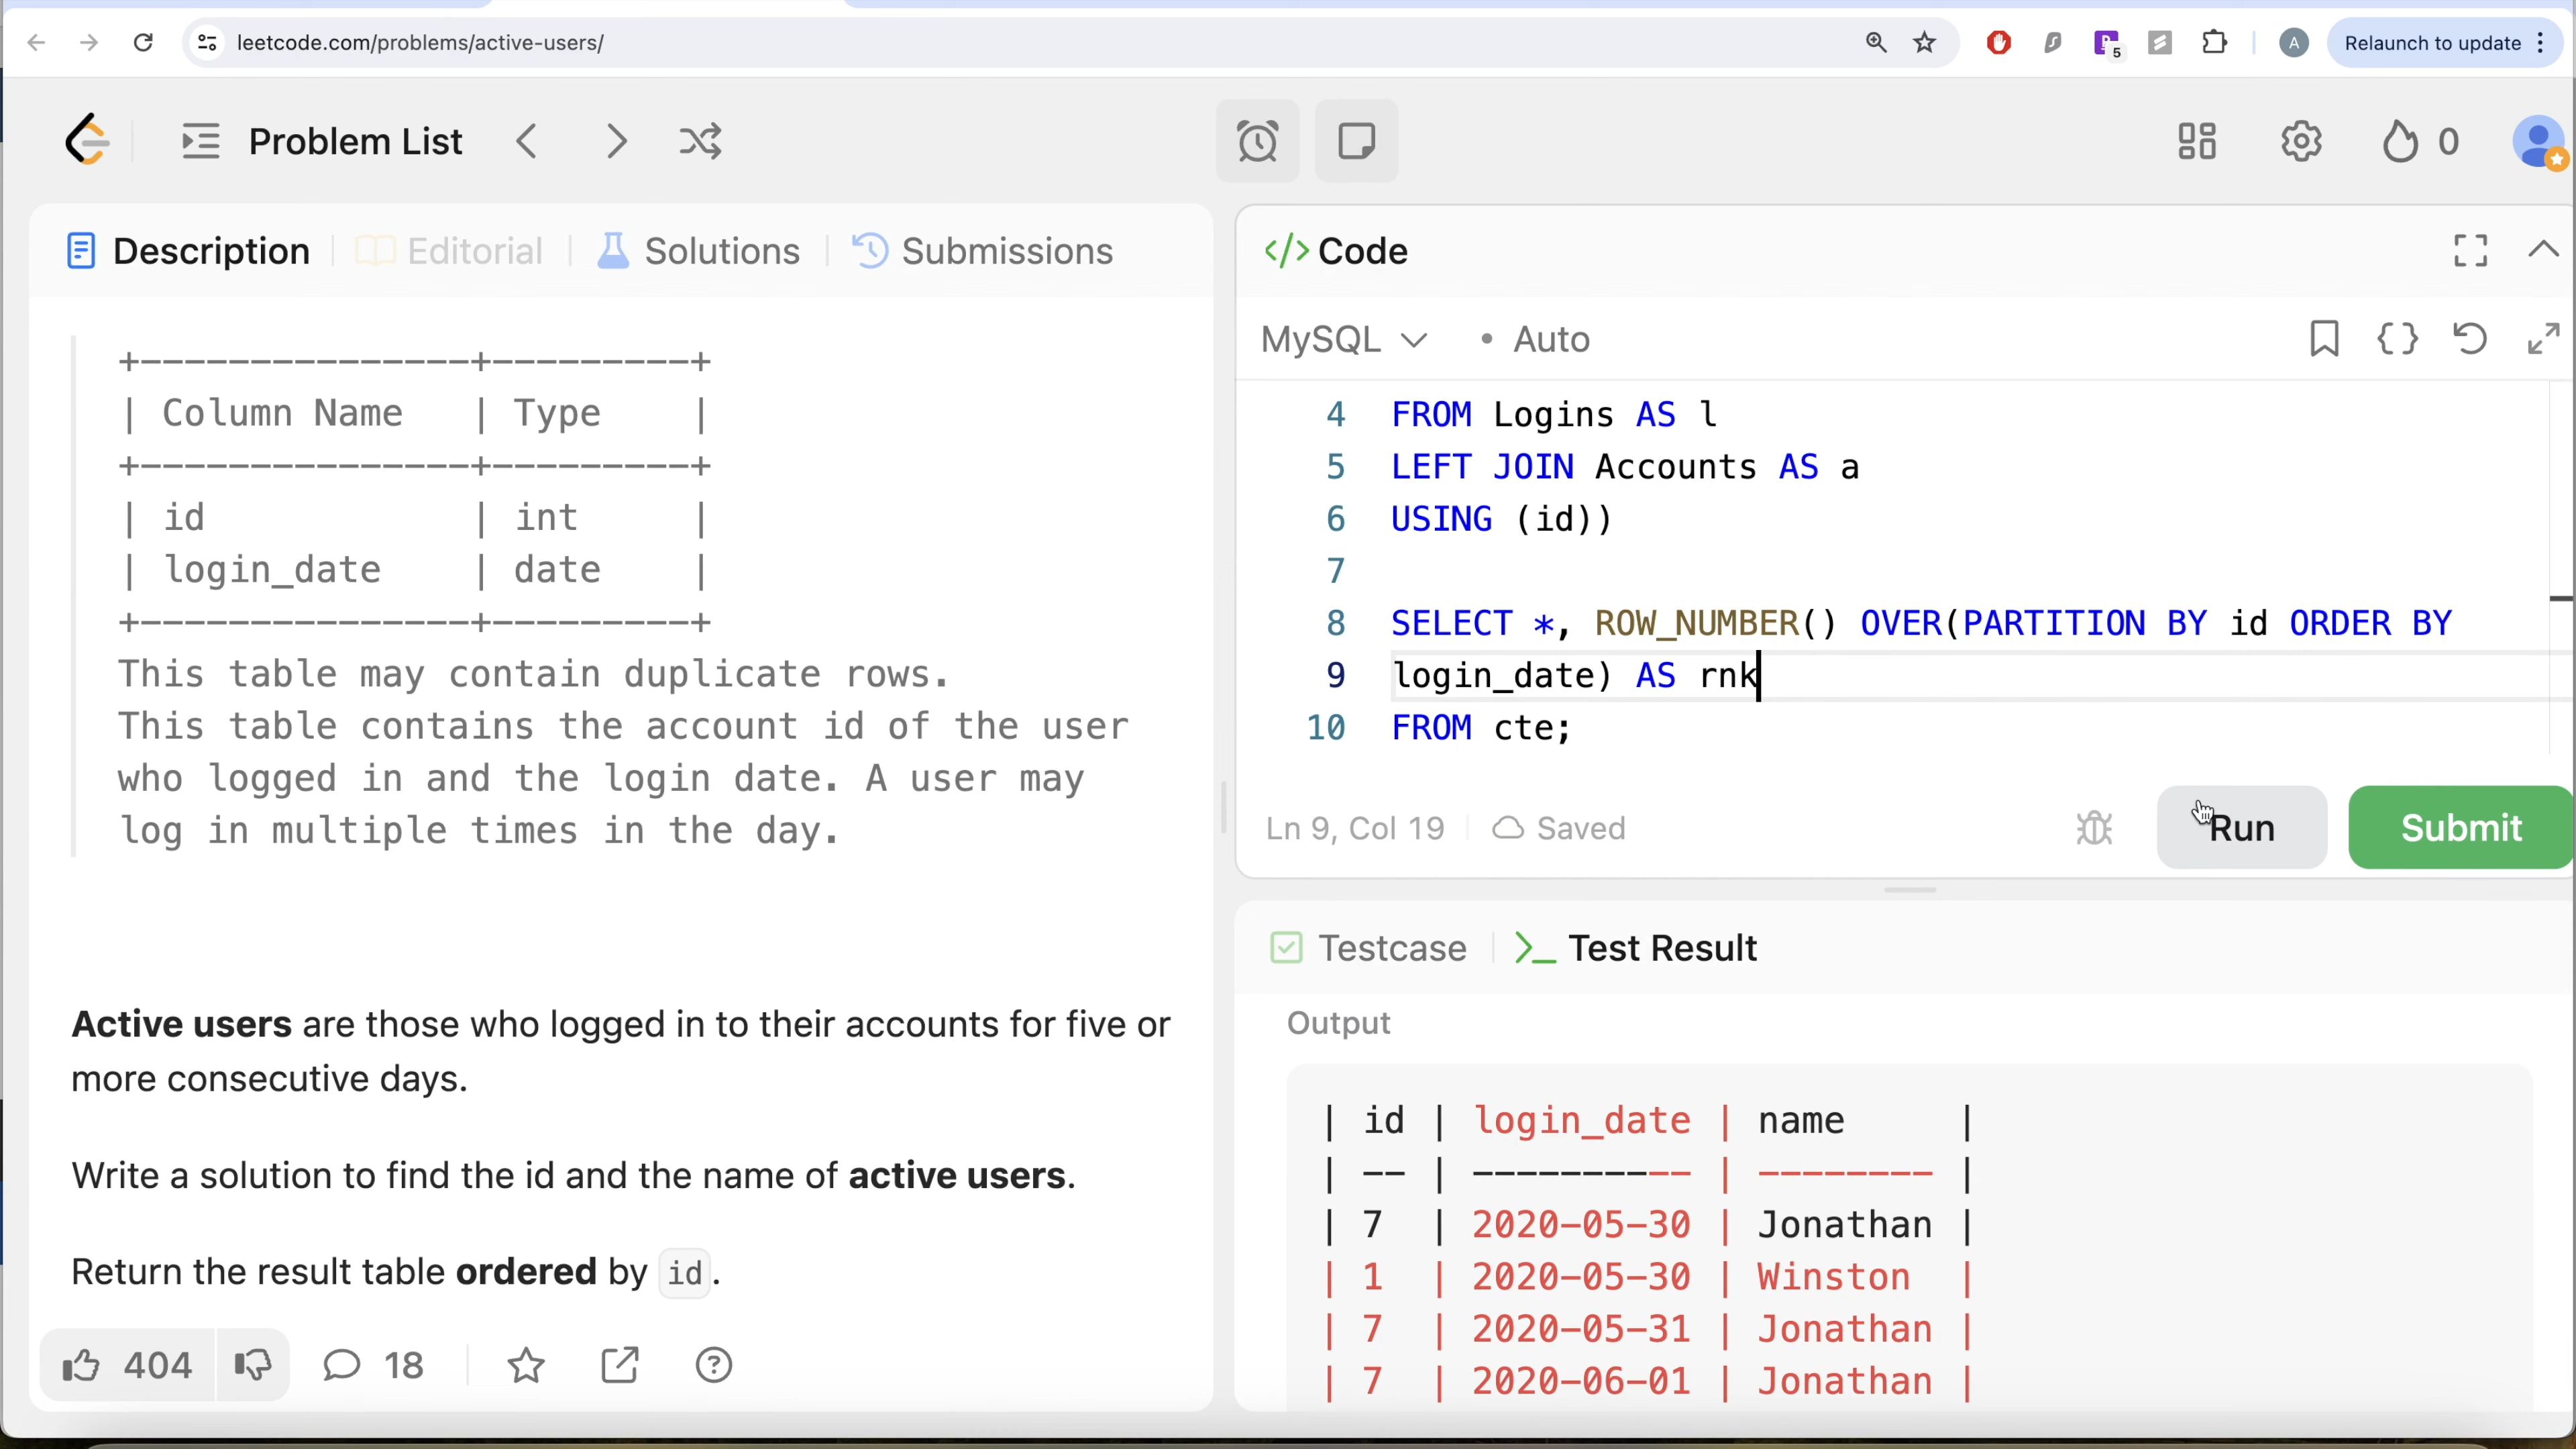 leetcode.com/problems/active-users/
5
A
Relaunch to update
Problem List
0
Description
Editorial
Solutions
Submissions
+---------------+---------+
| Column Name   | Type    |
+---------------+---------+
| id            | int     |
| login_date    | date    |
+---------------+---------+
This table may contain duplicate rows.
This table contains the account id of the user
who logged in and the login date. A user may
log in multiple times in the day.
Active users are those who logged in to their accounts for five or
more consecutive days.
Write a solution to find the id and the name of active users.
Return the result table ordered by id.
404
18
</> Code
MySQL
• Auto
4 FROM Logins AS l
5 LEFT JOIN Accounts AS a
6 USING (id))
7
8 SELECT *, ROW_NUMBER() OVER(PARTITION BY id ORDER BY
9 login_date) AS rnk
10 FROM cte;
Ln 9, Col 19
Saved
Run
Submit
Testcase
>_ Test Result
Output
| id | login_date | name     |
| -- | ---------- | -------- |
| 7  | 2020-05-30 | Jonathan |
| 1  | 2020-05-30 | Winston  |
| 7  | 2020-05-31 | Jonathan |
| 7  | 2020-06-01 | Jonathan |